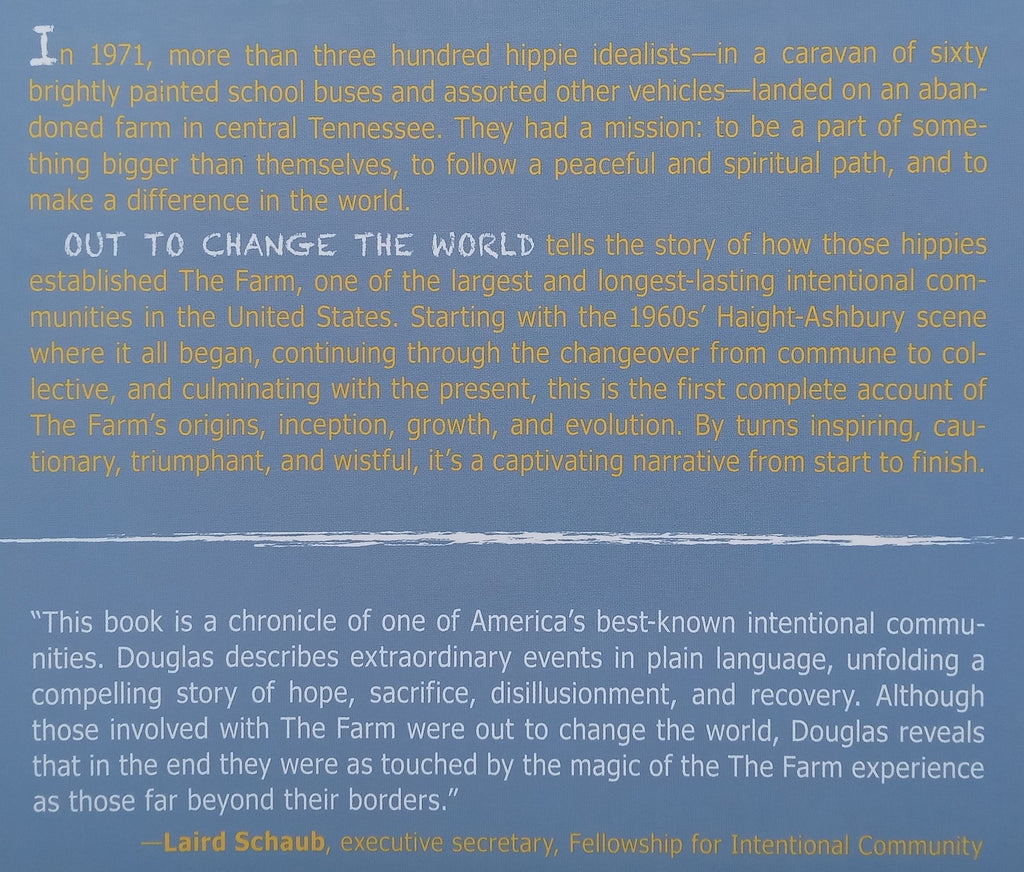 In 1971, more than three hundred hippie idealists—in a caravan of sixty
brightly painted school buses and assorted other vehicles—landed on an aban-
doned farm in central Tennessee. They had a mission: to be a part of some-
thing bigger than themselves, to follow a peaceful and spiritual path, and to
make a difference in the world.
OUT TO CHANGE THE WORLD tells the story of how those hippies
established The Farm, one of the largest and longest-lasting intentional com-
munities in the United States. Starting with the 1960s’ Haight-Ashbury scene
where it all began, continuing through the changeover from commune to col-
lective, and culminating with the present, this is the first complete account of
The Farm’s origins, inception, growth, and evolution. By turns inspiring, cau-
tionary, triumphant, and wistful, it’s a captivating narrative from start to finish.
“This book is a chronicle of one of America’s best-known intentional commu-
nities. Douglas describes extraordinary events in plain language, unfolding a
compelling story of hope, sacrifice, disillusionment, and recovery. Although
those involved with The Farm were out to change the world, Douglas reveals
that in the end they were as touched by the magic of the The Farm experience
as those far beyond their borders.”
—Laird Schaub, executive secretary, Fellowship for Intentional Community